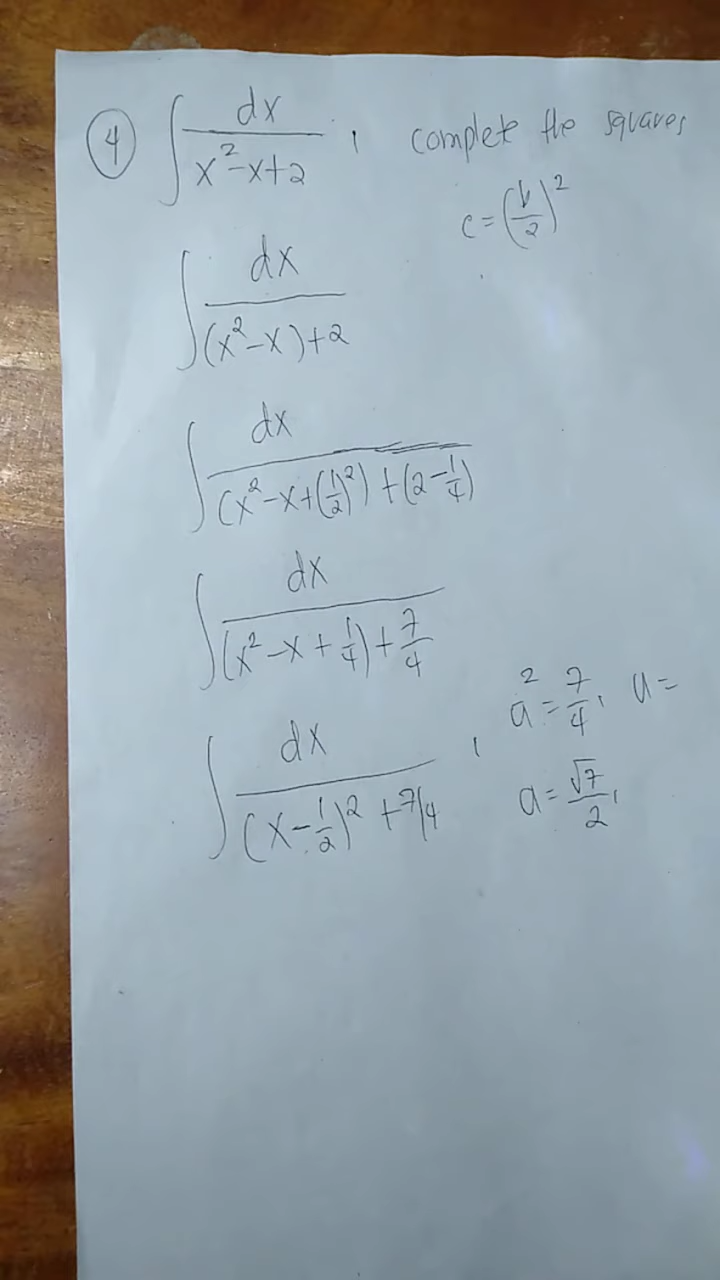 ④ ∫ dx / (x² - x + 2) , complete the squares
c = (b/2)²
∫ dx / ((x² - x) + 2)
∫ dx / ((x² - x + (1/2)²) + (2 - 1/4))
∫ dx / ((x² - x + 1/4) + 7/4)
∫ dx / ((x - 1/2)² + 7/4) , a² = 7/4, u =
a = √7/2,